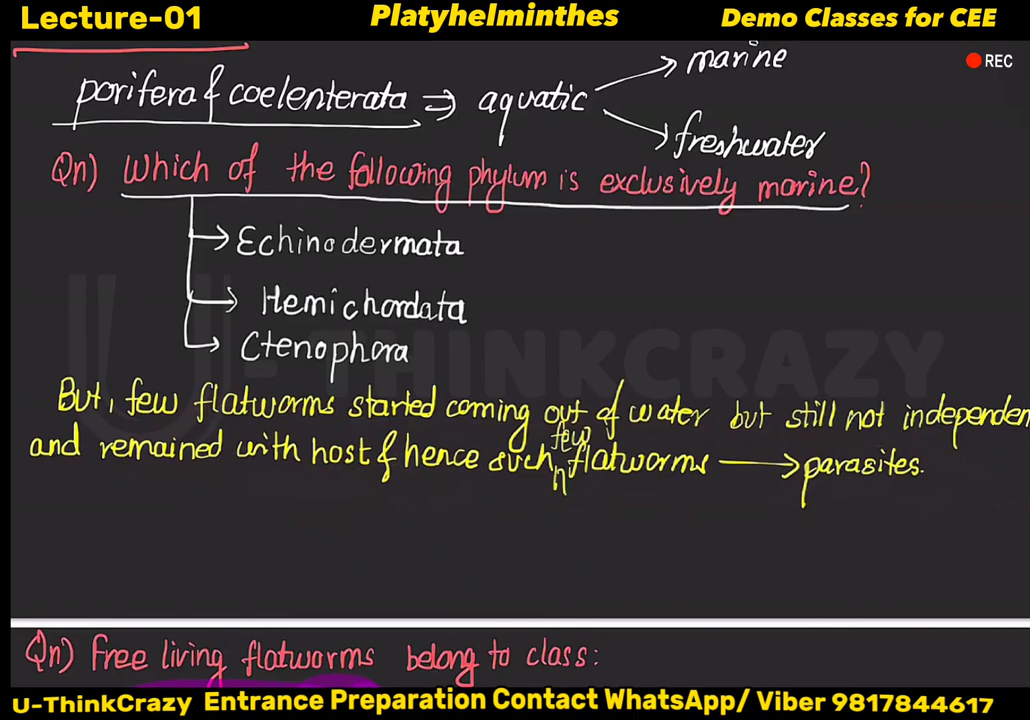 Lecture-01 Platyhelminthes Demo Classes for CEE
REC
porifera & coelenterata ⇒ aquatic → marine
→ freshwater
Qn) Which of the following phylum is exclusively marine?
→ Echinodermata
→ Hemichordata
→ Ctenophora
U-THINKCRAZY
But, few flatworms started coming out of water but still not independen
and remained with host & hence such few flatworms → parasites.
Qn) Free living flatworms belong to class:
U-ThinkCrazy Entrance Preparation Contact WhatsApp/ Viber 9817844617